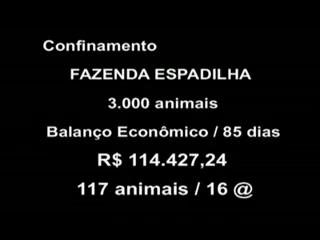 Confinamento
FAZENDA ESPADILHA
3.000 animais
Balanço Econômico / 85 dias
R$ 114.427,24
117 animais / 16 @